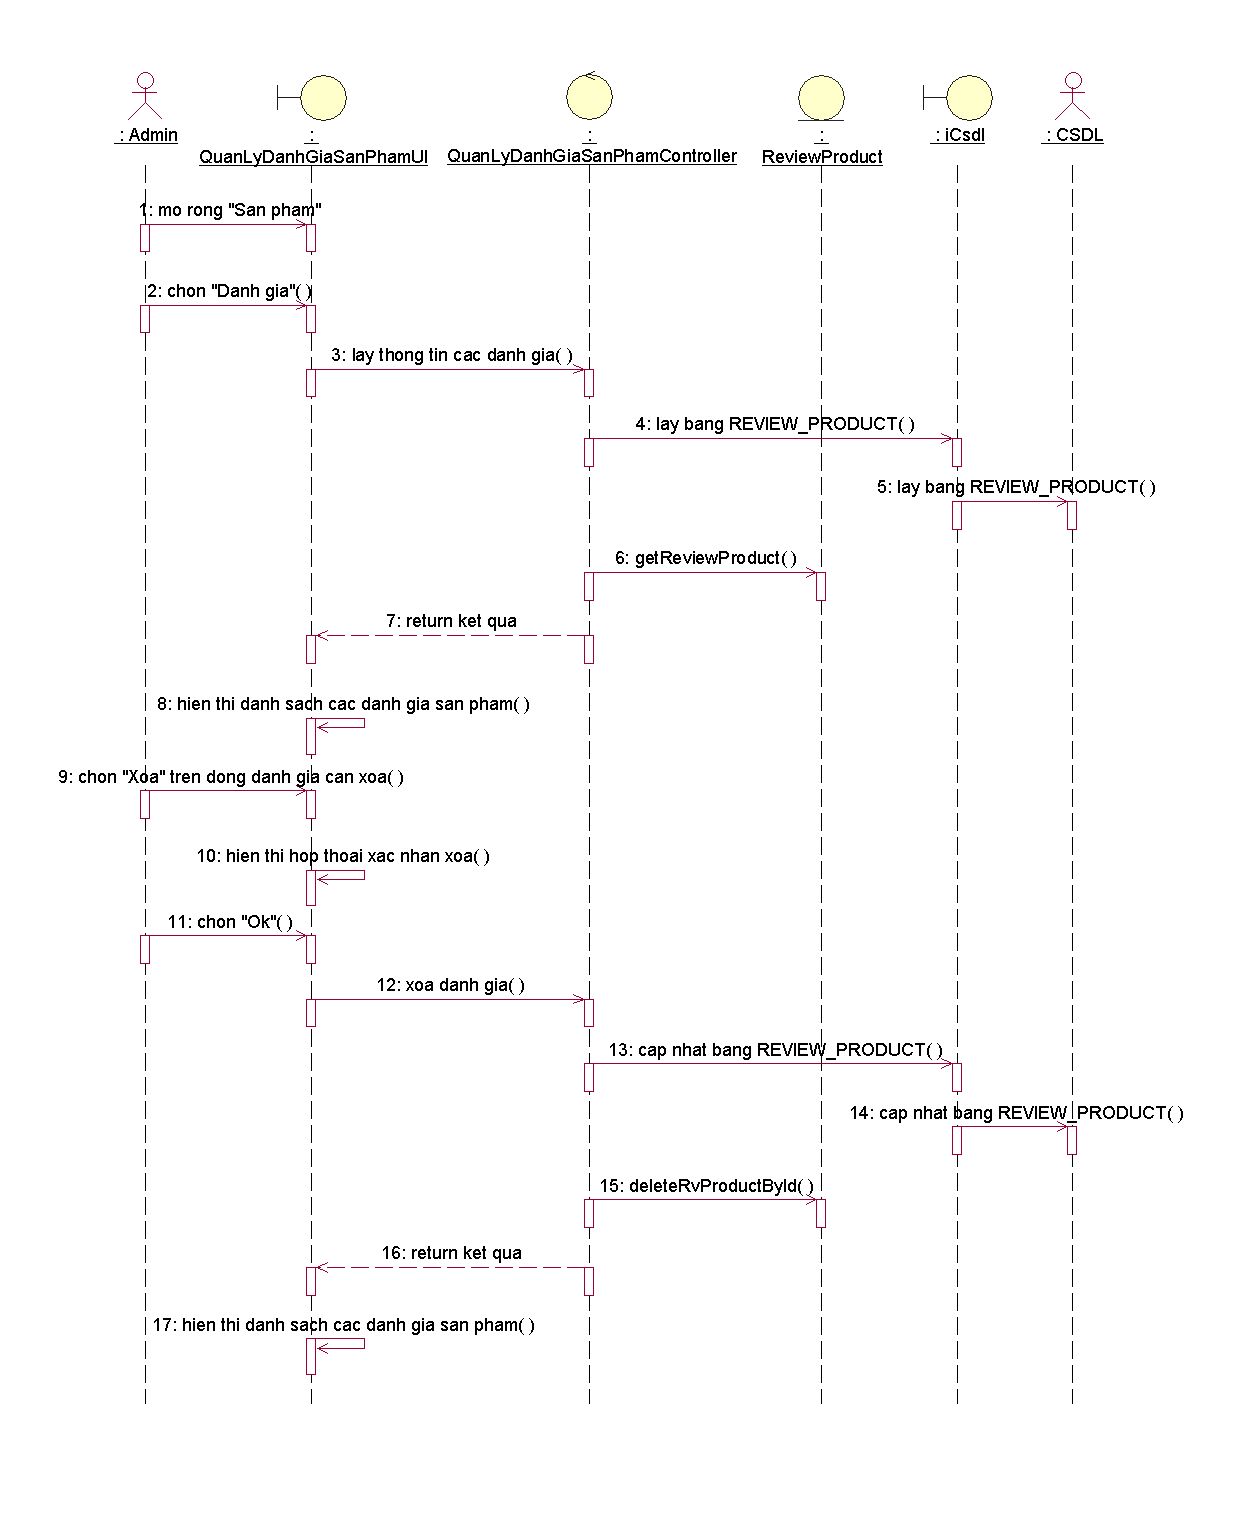 : Admin
:
QuanLyDanhGiaSanPhamUI
:
QuanLyDanhGiaSanPhamController
:
ReviewProduct
: iCsdl
: CSDL
1: mo rong "San pham"
2: chon "Danh gia"( )
3: lay thong tin cac danh gia( )
4: lay bang REVIEW_PRODUCT( )
5: lay bang REVIEW_PRODUCT( )
6: getReviewProduct( )
7: return ket qua
8: hien thi danh sach cac danh gia san pham( )
9: chon "Xoa" tren dong danh gia can xoa( )
10: hien thi hop thoai xac nhan xoa( )
11: chon "Ok"( )
12: xoa danh gia( )
13: cap nhat bang REVIEW_PRODUCT( )
14: cap nhat bang REVIEW_PRODUCT( )
15: deleteRvProductById( )
16: return ket qua
17: hien thi danh sach cac danh gia san pham( )